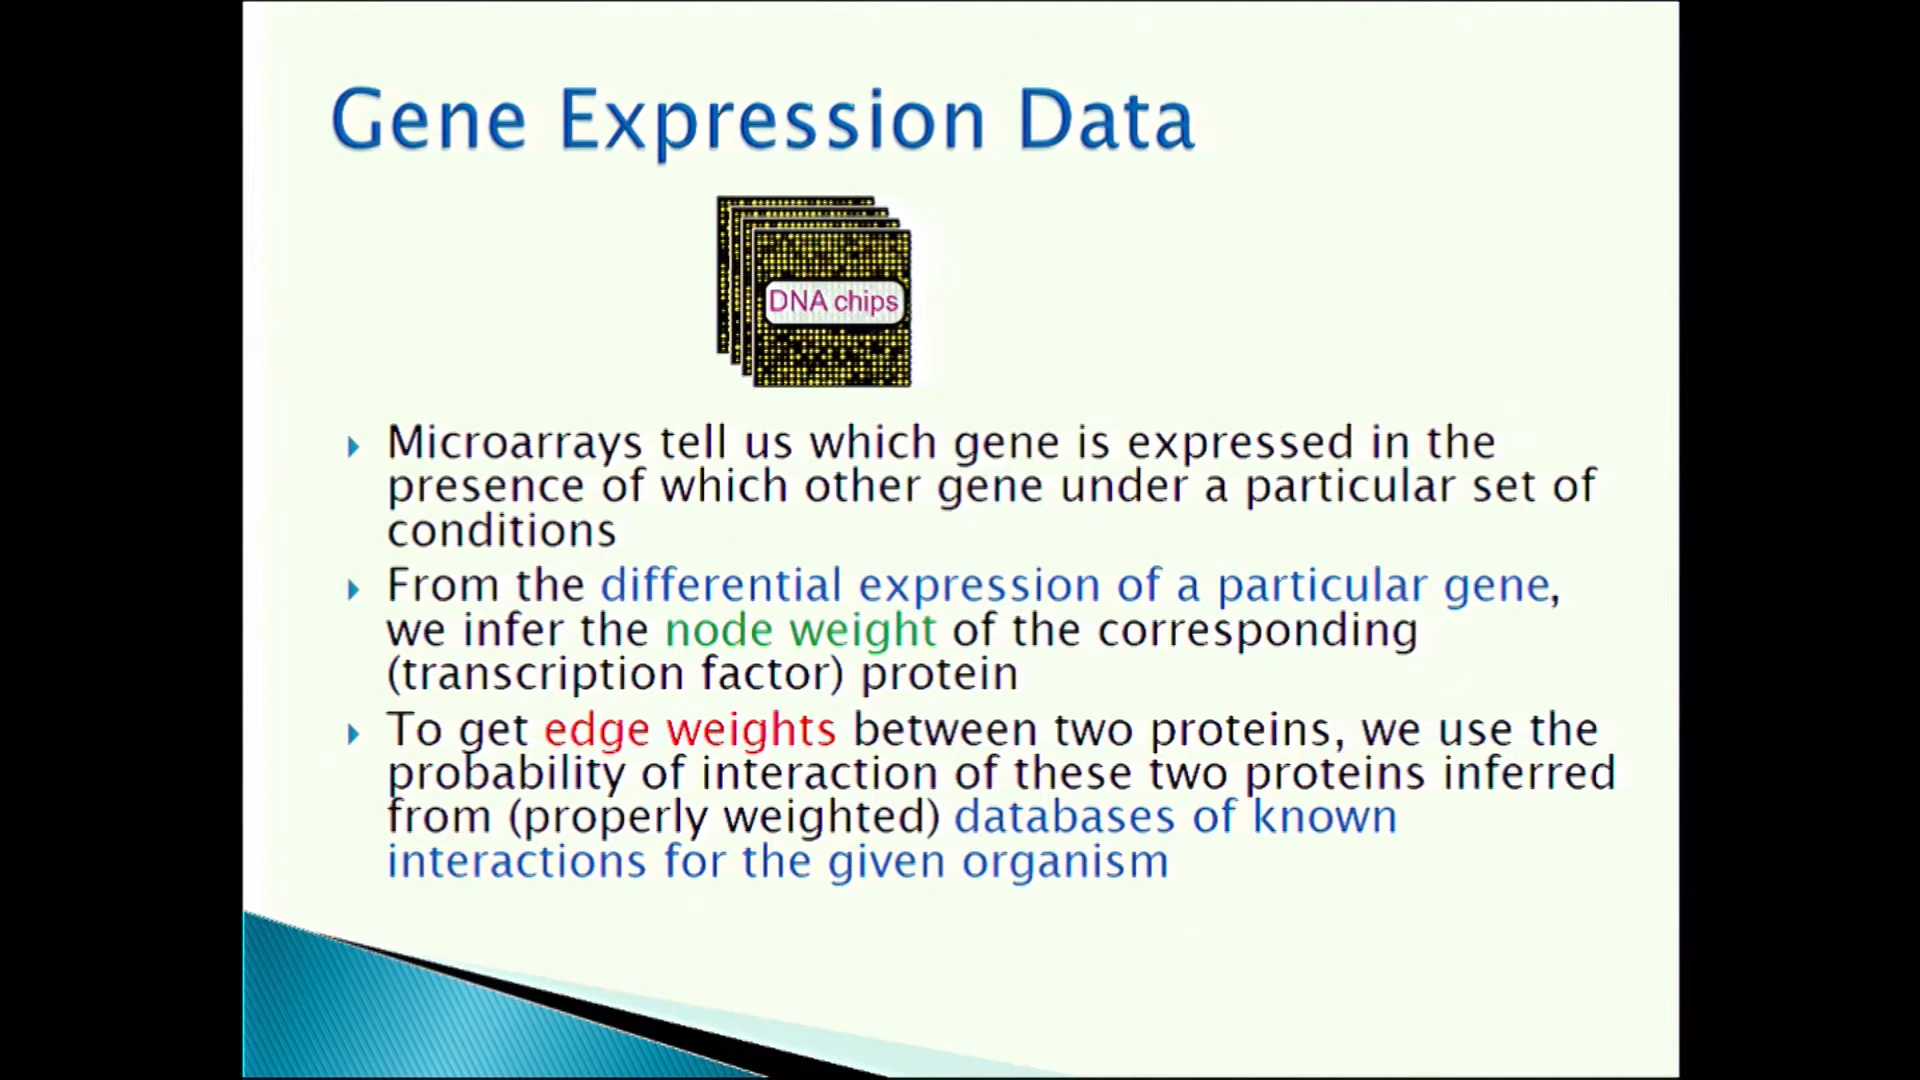 Gene Expression Data
DNA chips
Microarrays tell us which gene is expressed in the
presence of which other gene under a particular set of
conditions
From the differential expression of a particular gene,
we infer the node weight of the corresponding
(transcription factor) protein
To get edge weights between two proteins, we use the
probability of interaction of these two proteins inferred
from (properly weighted) databases of known
interactions for the given organism